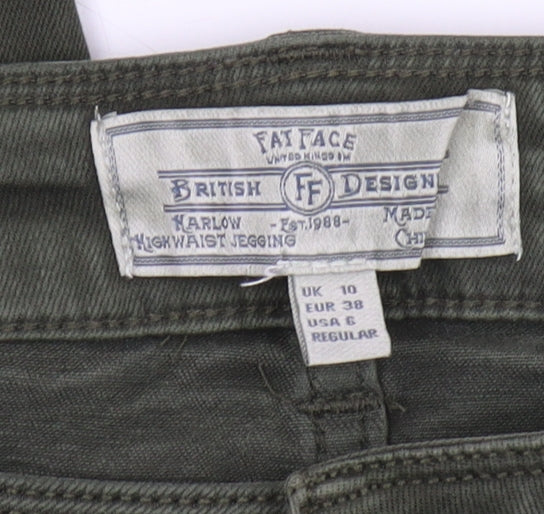 FAT FACE
UNITED KINGDOM
BRITISH FF DESIGN
HARLOW -EST.1988- MADE
HIGHWAIST JEGGING CHI
UK 10
EUR 38
USA 6
REGULAR